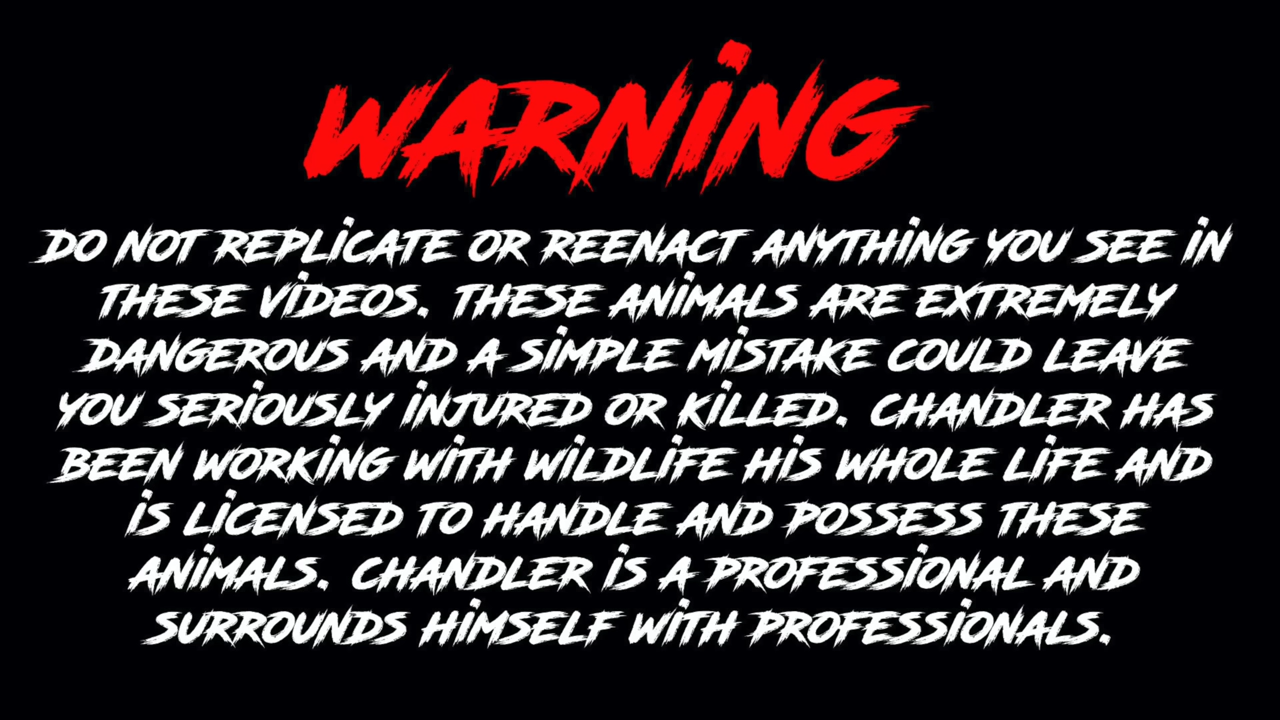 WARNING
DO NOT REPLICATE OR REENACT ANYTHING YOU SEE IN
THESE VIDEOS. THESE ANIMALS ARE EXTREMELY
DANGEROUS AND A SIMPLE MISTAKE COULD LEAVE
YOU SERIOUSLY INJURED OR KILLED. CHANDLER HAS
BEEN WORKING WITH WILDLIFE HIS WHOLE LIFE AND
IS LICENSED TO HANDLE AND POSSESS THESE
ANIMALS. CHANDLER IS A PROFESSIONAL AND
SURROUNDS HIMSELF WITH PROFESSIONALS.